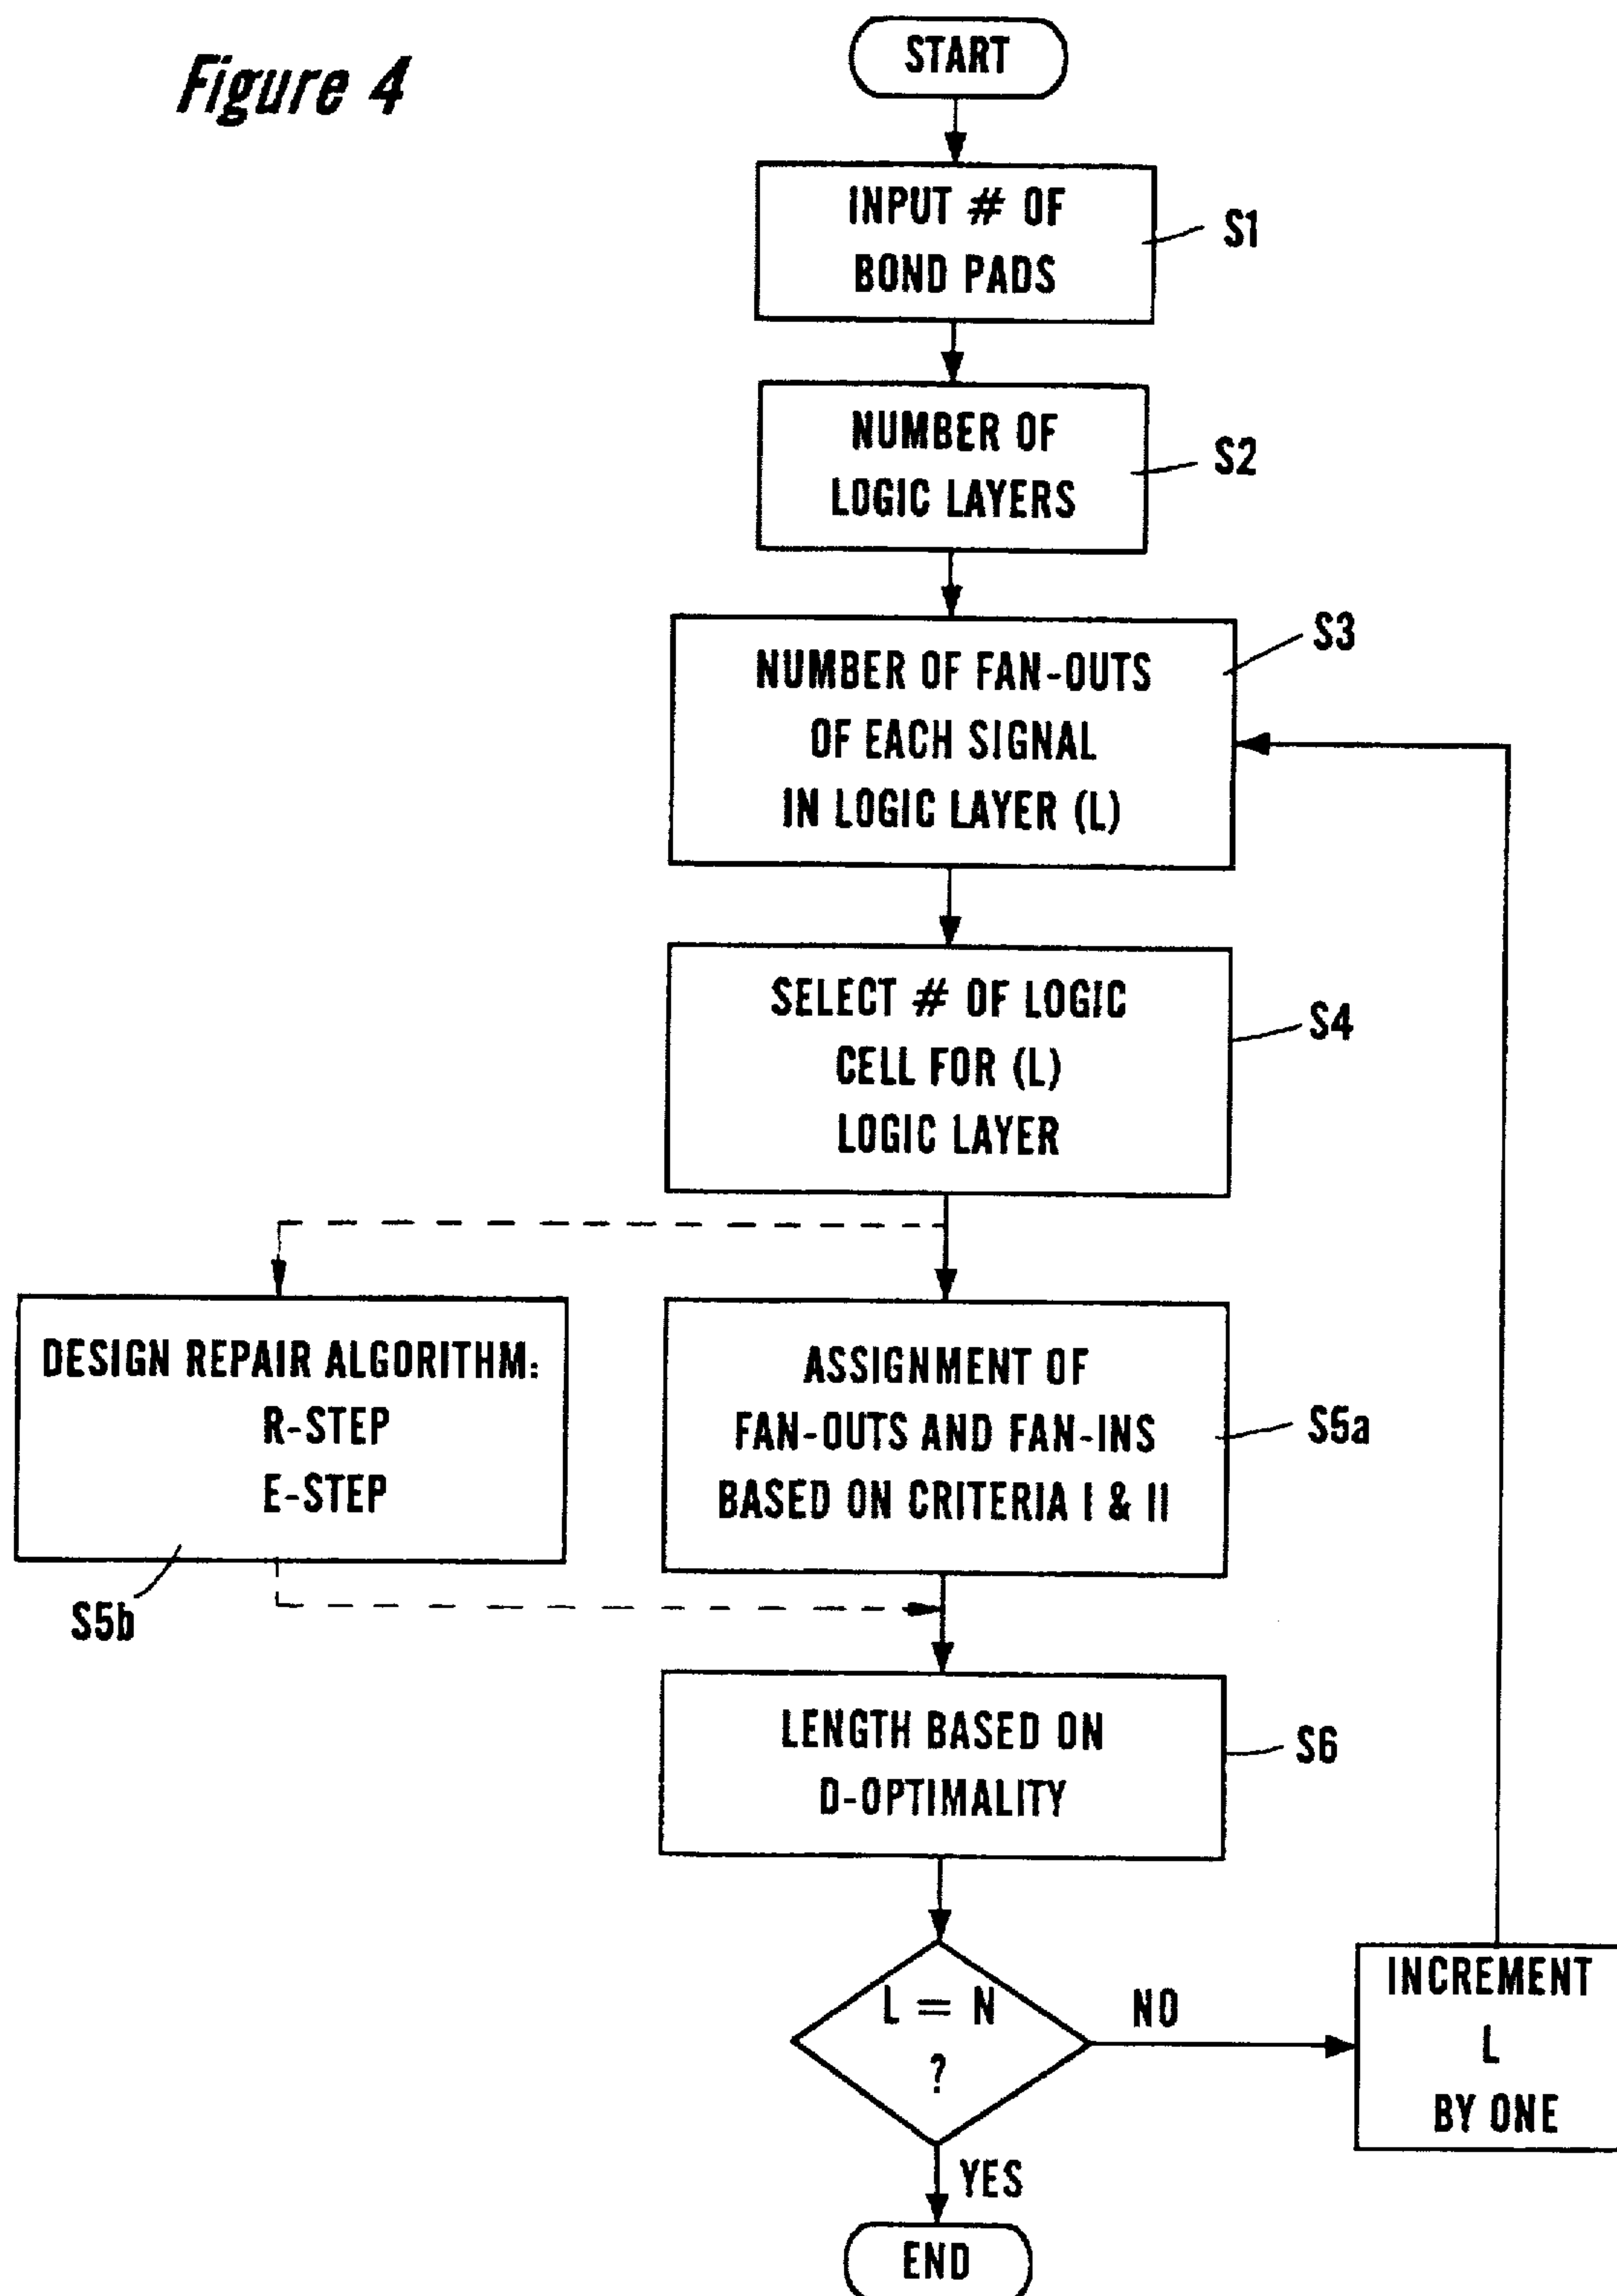 Figure 4
START
INPUT # OF
BOND PADS
S1
NUMBER OF
LOGIC LAYERS
S2
NUMBER OF FAN-OUTS
OF EACH SIGNAL
IN LOGIC LAYER (L)
S3
SELECT # OF LOGIC
CELL FOR (L)
LOGIC LAYER
S4
DESIGN REPAIR ALGORITHM:
R-STEP
E-STEP
S5b
ASSIGNMENT OF
FAN-OUTS AND FAN-INS
BASED ON CRITERIA I & II
S5a
LENGTH BASED ON
D-OPTIMALITY
S6
L = N
?
NO
INCREMENT
L
BY ONE
YES
END